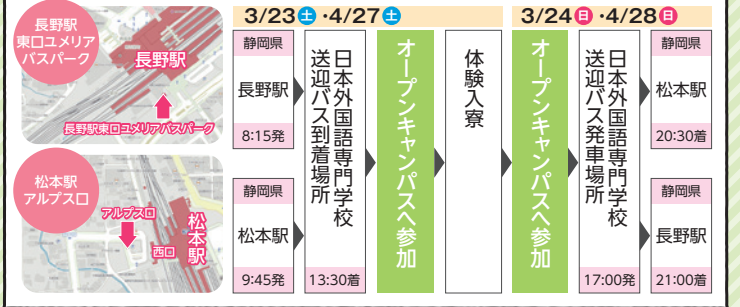 長野駅
東口ユメリア
バスパーク
長野駅
長野駅東口ユメリアバスパーク
松本駅
アルプス口
アルプス口
西口
松本駅
3/23土・4/27土
静岡県
長野駅
8:15発
静岡県
松本駅
9:45発
日本外国語専門学校
送迎バス到着場所
13:30着
オープンキャンパスへ参加
体験入寮
3/24日・4/28日
オープンキャンパスへ参加
日本外国語専門学校
送迎バス発車場所
17:00発
静岡県
松本駅
20:30着
静岡県
長野駅
21:00着